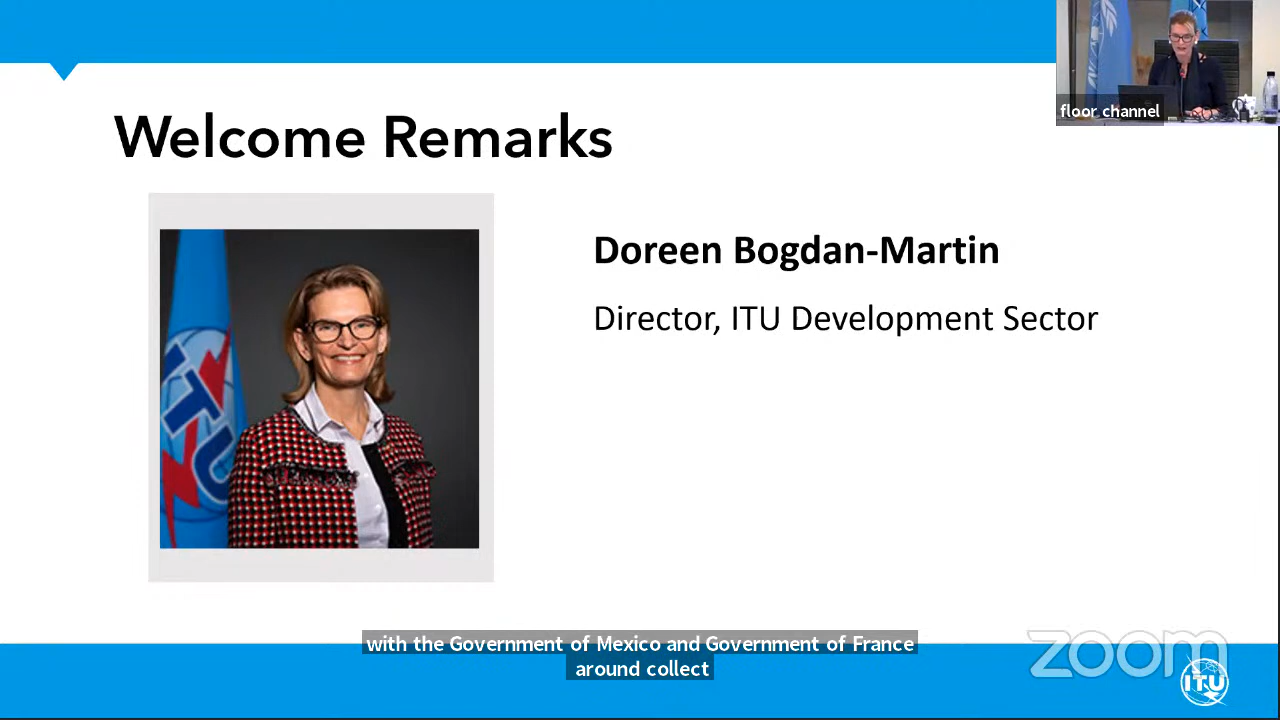 floor channel
Welcome Remarks
ITU
Doreen Bogdan-Martin
Director, ITU Development Sector
with the Government of Mexico and Government of France
around collect
zoom
ITU